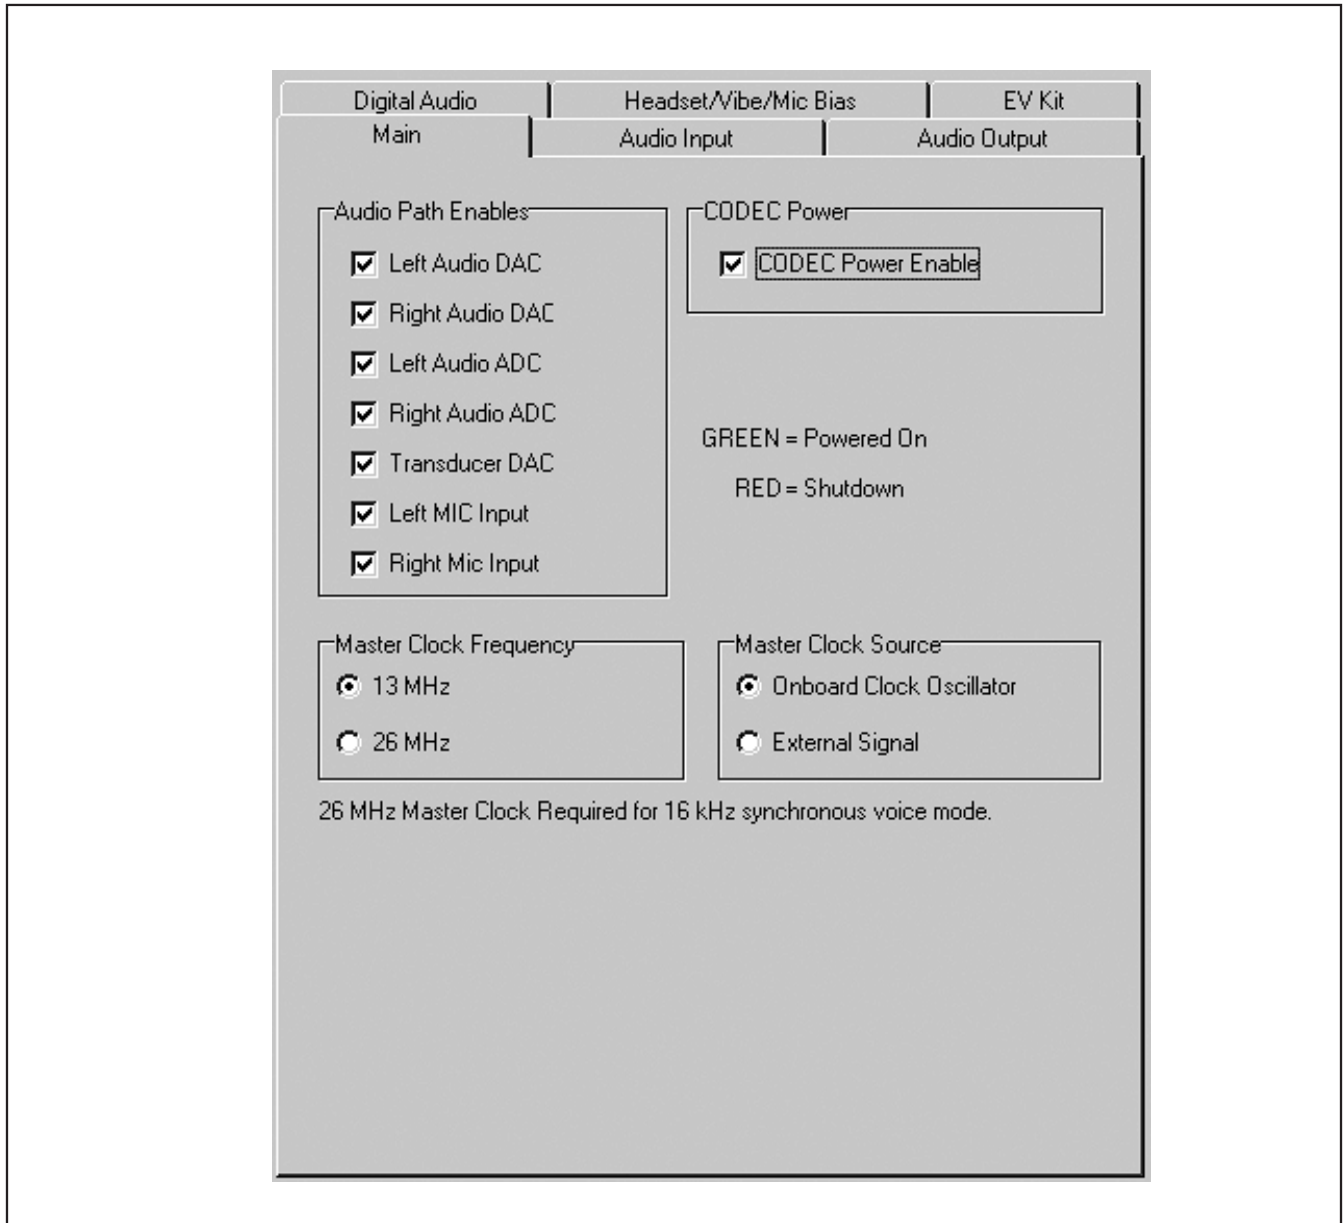 Digital Audio
Headset/Vibe/Mic Bias
EV Kit
Main
Audio Input
Audio Output
Audio Path Enables
Left Audio DAC
Right Audio DAC
Left Audio ADC
Right Audio ADC
Transducer DAC
Left MIC Input
Right Mic Input
CODEC Power
CODEC Power Enable
GREEN = Powered On
RED = Shutdown
Master Clock Frequency
13 MHz
26 MHz
Master Clock Source
Onboard Clock Oscillator
External Signal
26 MHz Master Clock Required for 16 kHz synchronous voice mode.